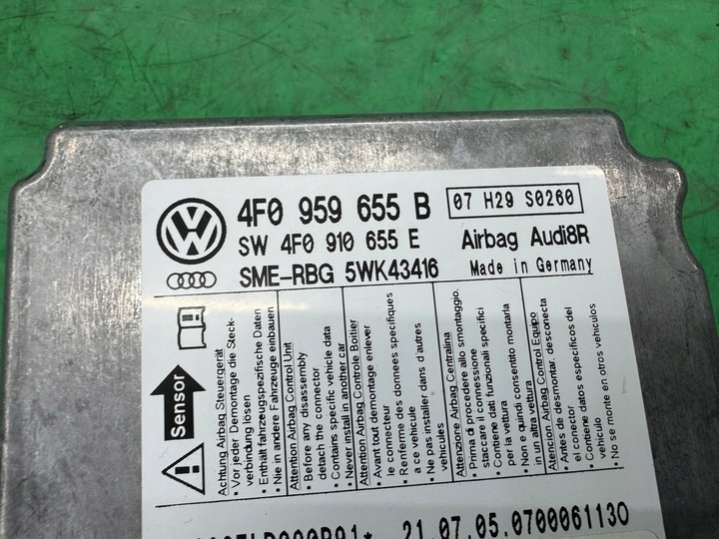 4F0 959 655 B
07 H29 S0260
SW 4F0 910 655 E
Airbag Audi8R
SME-RBG 5WK43416
Made in Germany
Sensor
Achtung Airbag Steuergerät
• Vor jeder Demontage die Steck-
verbindung lösen
• Enthält fahrzeugspezifische Daten
• Nie in andere Fahrzeuge einbauen
Attention Airbag Control Unit
• Before any disassembly
detach the connector
• Contains specific vehicle data
• Never install in another car
Attention Airbag Controle Boitier
• Avant tout demontage enlever
le connecteur
• Renferme des donnees specifiques
a ce vehicule
• Ne pas installer dans d'autres
vehicules
Attenzione Airbag Centralina
• Prima di procedere allo smortaggio.
staccare il connessione
• Contiene dati funzionali specifici
per la vettura
• Non e quina consentito montarla
in un altra vettura
Atencion, Airbag Control Equipo
• Antes de desmontar, desconecta
el conector
• Contiene datos especificos del
vehiculo
• No se monte en otros vehiculos
21.07.05.0700061130